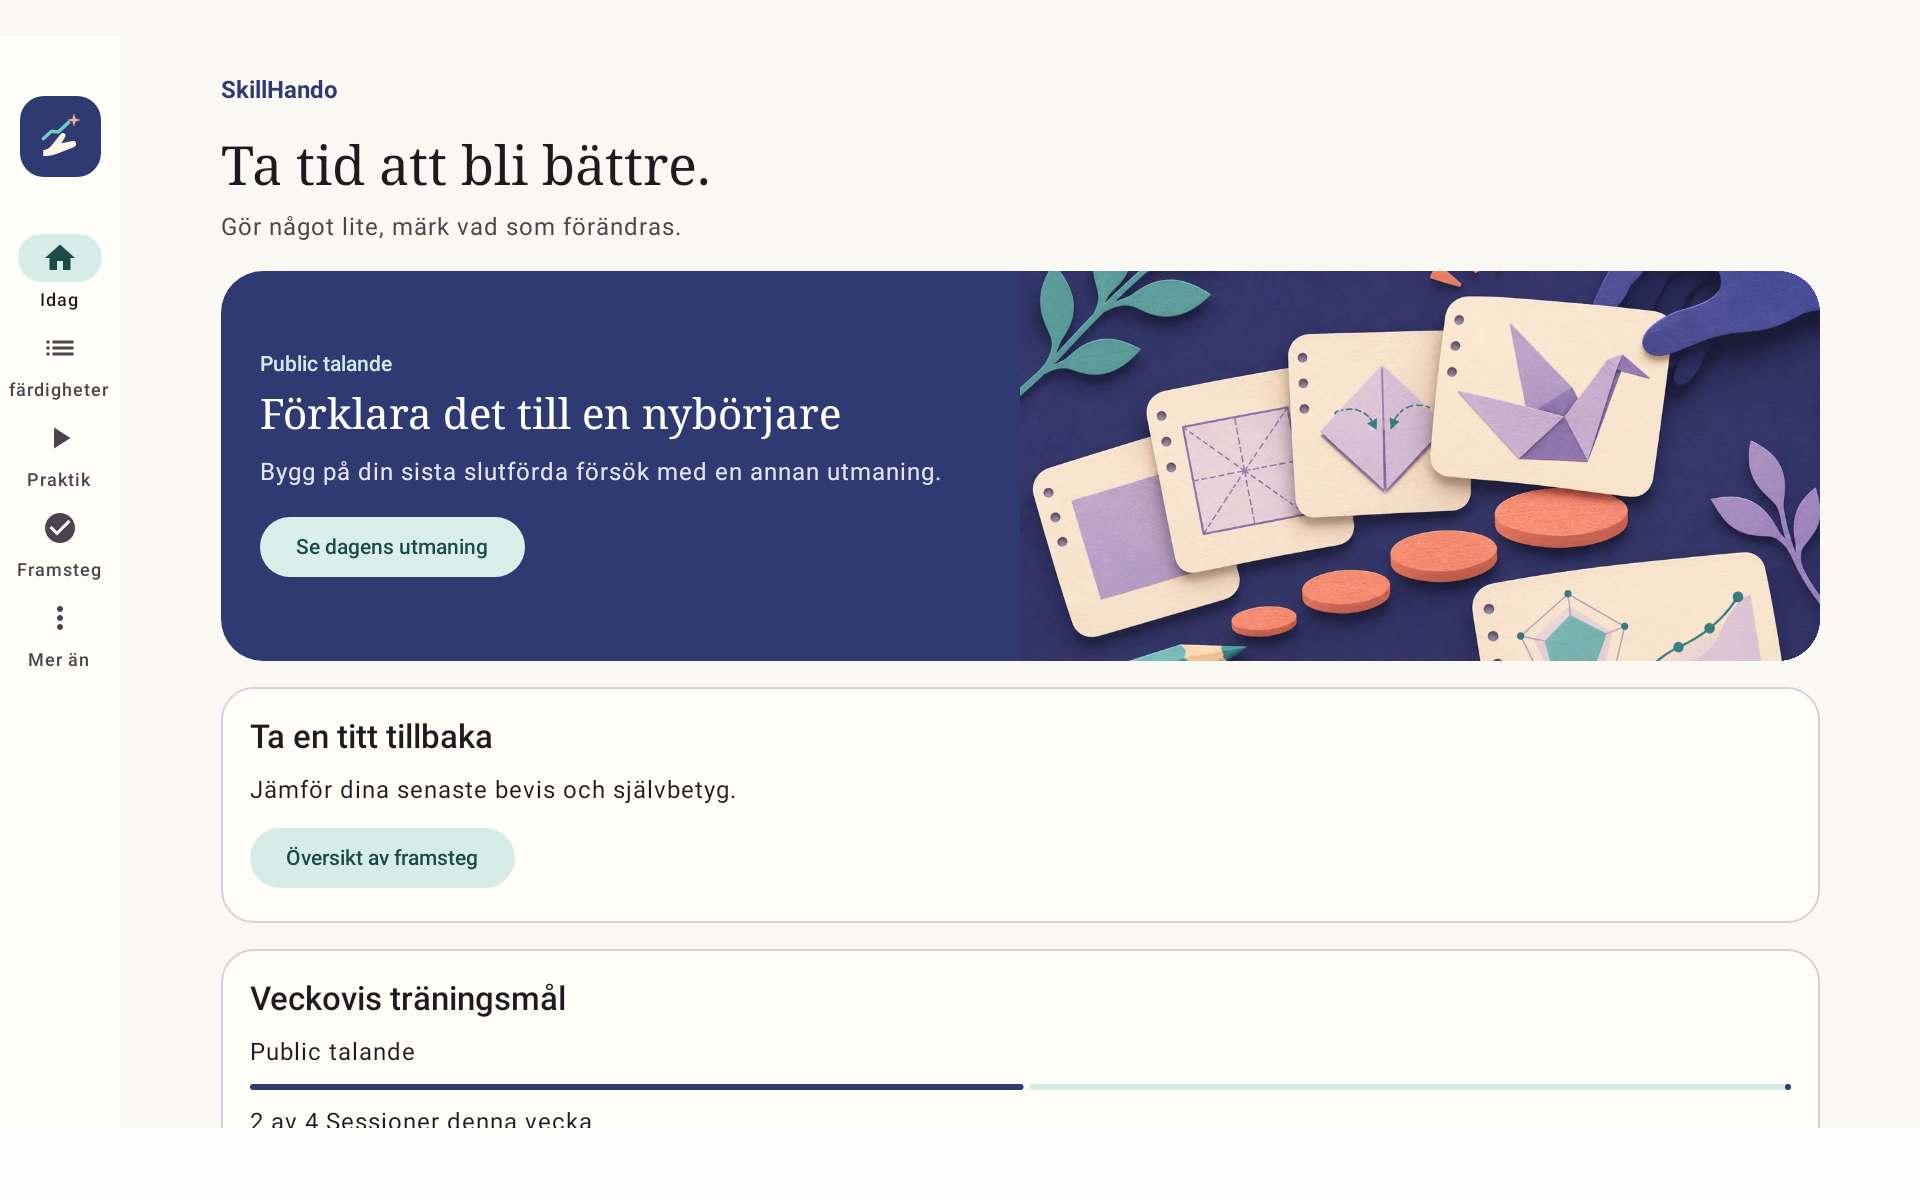 SkillHando
Ta tid att bli bättre.
Gör något lite, märk vad som förändras.
Idag
färdigheter
Praktik
Framsteg
Mer än
Public talande
Förklara det till en nybörjare
Bygg på din sista slutförda försök med en annan utmaning.
Se dagens utmaning
Ta en titt tillbaka
Jämför dina senaste bevis och självbetyg.
Översikt av framsteg
Veckovis träningsmål
Public talande
2 av 4 Sessioner denna vecka